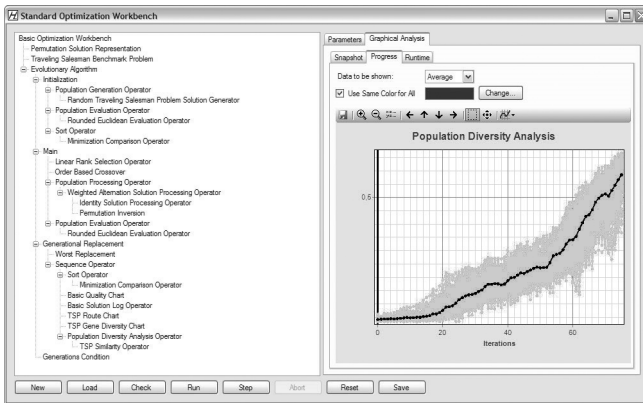 Standard Optimization Workbench
Basic Optimization Workbench
Permutation Solution Representation
Traveling Salesman Benchmark Problem
Evolutionary Algorithm
Initialization
Population Generation Operator
Random Traveling Salesman Problem Solution Generator
Population Evaluation Operator
Rounded Euclidean Evaluation Operator
Sort Operator
Minimization Comparison Operator
Main
Linear Rank Selection Operator
Order Based Crossover
Population Processing Operator
Weighted Alternation Solution Processing Operator
Identity Solution Processing Operator
Permutation Inversion
Population Evaluation Operator
Rounded Euclidean Evaluation Operator
Generational Replacement
Worst Replacement
Sequence Operator
Sort Operator
Minimization Comparison Operator
Basic Quality Chart
Basic Solution Log Operator
TSP Route Chart
TSP Gene Diversity Chart
Population Diversity Analysis Operator
TSP Similarity Operator
Generations Condition
Parameters Graphical Analysis
Snapshot Progress Runtime
Data to be shown: Average
Use Same Color for All Change...
Population Diversity Analysis
0,5
0 20 40 60
Iterations
New Load Check Run Step Abort Reset Save